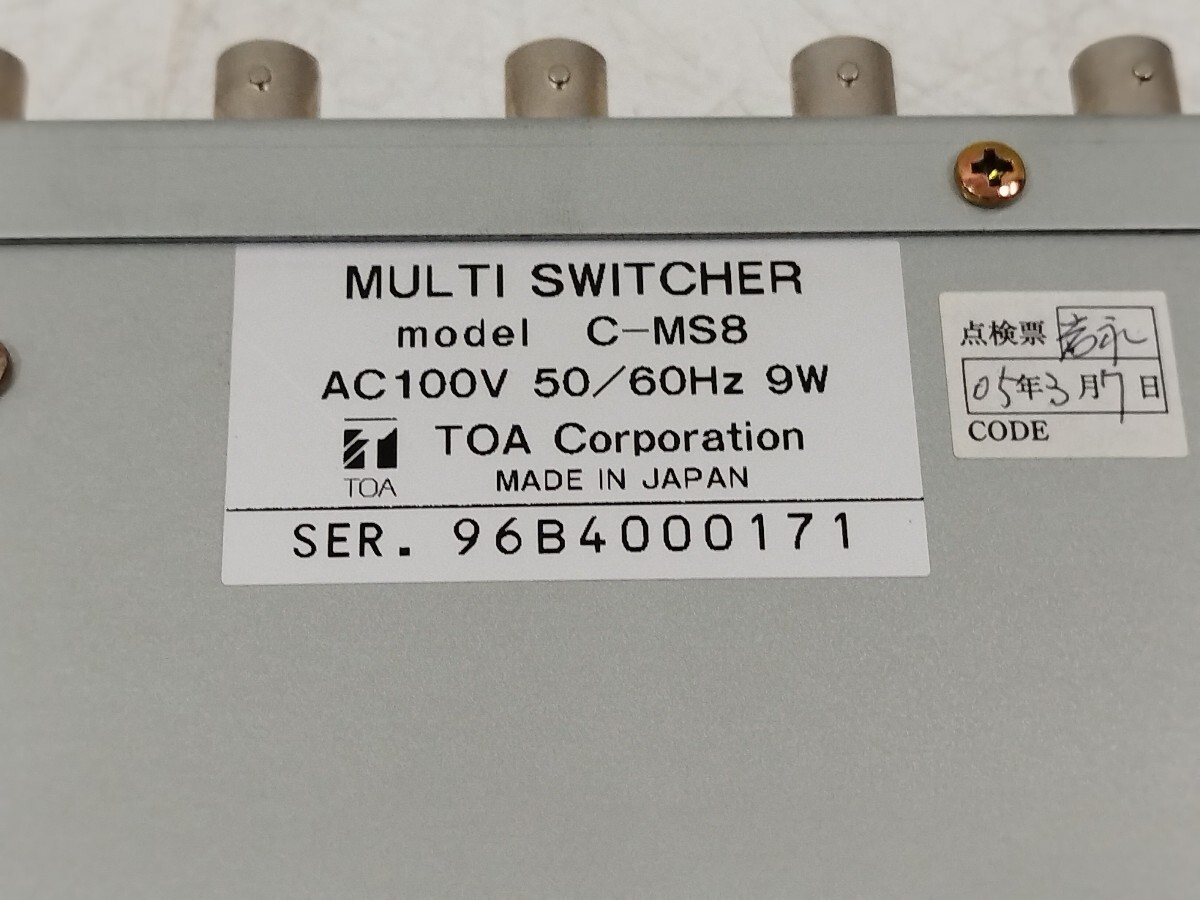 MULTI SWITCHER
model C-MS8
AC100V 50/60Hz 9W
TOA Corporation
TOA
MADE IN JAPAN
SER. 96B4000171
点検票
05年3月7日
CODE